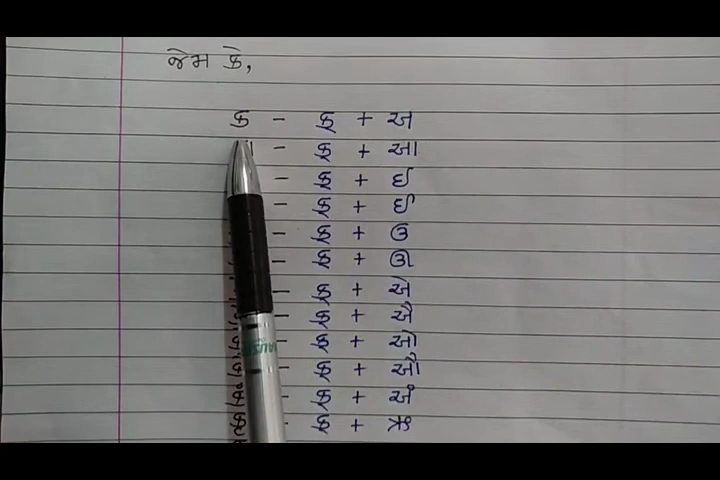 જેમ કે,
ક - ક્ + અ
- ક્ + આ
- ક્ + ઇ
- ક્ + ઈ
- ક્ + ઉ
- ક્ + ઊ
- ક્ + એ
- ક્ + ઐ
- ક્ + ઓ
- ક્ + ઔ
- ક્ + અં
- ક્ + ઋ